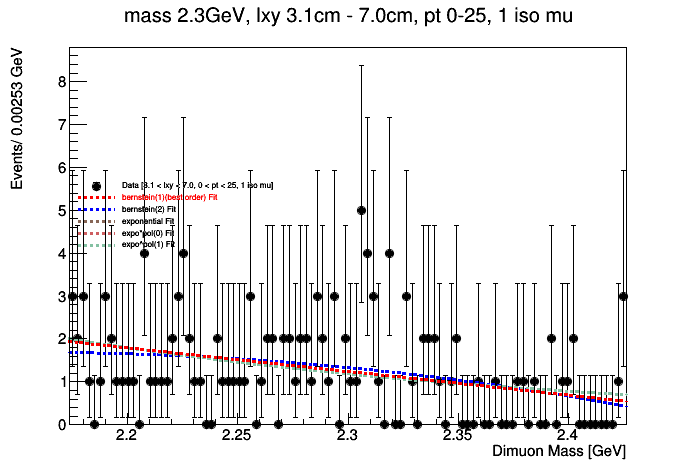 mass 2.3GeV, lxy 3.1cm - 7.0cm, pt 0-25, 1 iso mu
Events/ 0.00253 GeV
8
7
6
5
4
3
2
1
0
Data [3.1 < lxy < 7.0, 0 < pt < 25, 1 iso mu]
bernstein(1)(best order) Fit
bernstein(2) Fit
exponential Fit
expo*pol(0) Fit
expo*pol(1) Fit
2.2 2.25 2.3 2.35 2.4
Dimuon Mass [GeV]